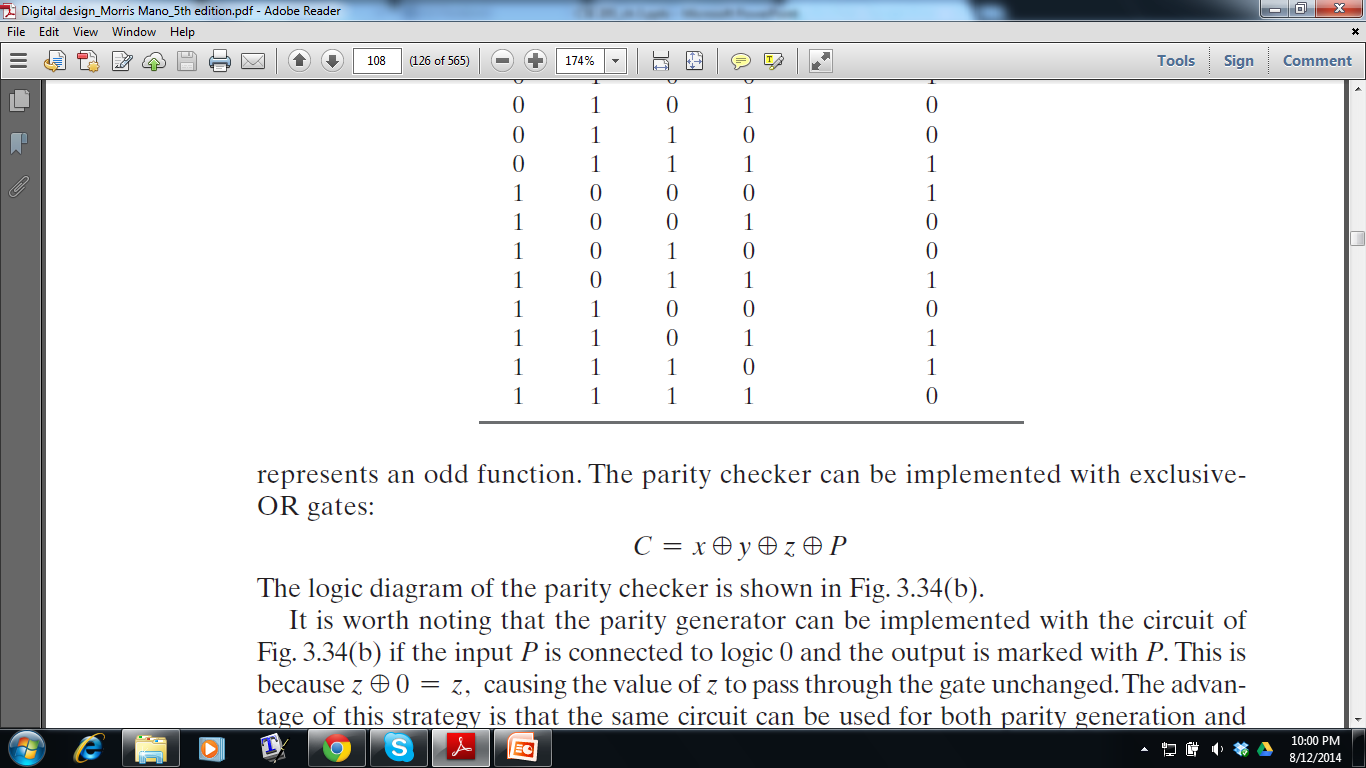 Digital design_Morris Mano_5th edition.pdf - Adobe Reader
File Edit View Window Help
108 (126 of 565) 174% Tools Sign Comment
0 1 0 1 0
0 1 1 0 0
0 1 1 1 1
1 0 0 0 1
1 0 0 1 0
1 0 1 0 0
1 0 1 1 1
1 1 0 0 0
1 1 0 1 1
1 1 1 0 1
1 1 1 1 0
represents an odd function. The parity checker can be implemented with exclusive-
OR gates:
C = x ⊕ y ⊕ z ⊕ P
The logic diagram of the parity checker is shown in Fig. 3.34(b).
It is worth noting that the parity generator can be implemented with the circuit of
Fig. 3.34(b) if the input P is connected to logic 0 and the output is marked with P. This is
because z ⊕ 0 = z, causing the value of z to pass through the gate unchanged. The advan-
tage of this strategy is that the same circuit can be used for both parity generation and
10:00 PM
8/12/2014